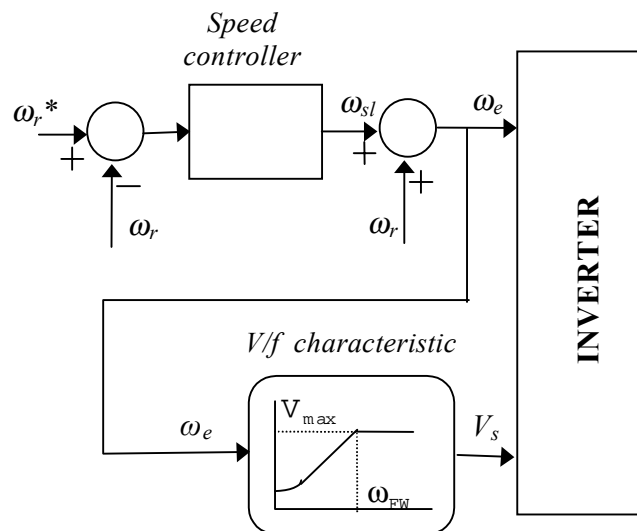 Speed
controller
ωr*
ωsl
ωe
+
+
−
+
ωr
ωr
INVERTER
V/f characteristic
Vmax
ωe
Vs
ωFW